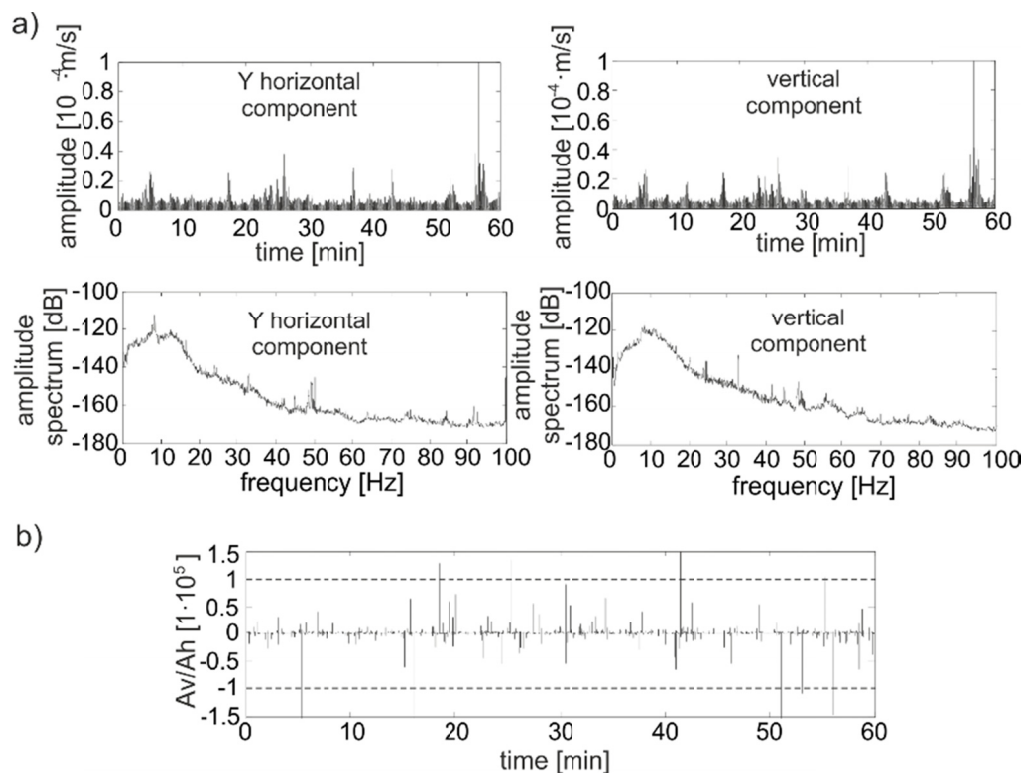 a)
amplitude [10⁻⁴·m/s]
1
0.8
0.6
0.4
0.2
0
Y horizontal
component
0 10 20 30 40 50 60
time [min]
amplitude [10⁻⁴·m/s]
1
0.8
0.6
0.4
0.2
0
vertical
component
0 10 20 30 40 50 60
time [min]
amplitude
spectrum [dB]
-100
-120
-140
-160
-180
Y horizontal
component
0 10 20 30 40 50 60 70 80 90 100
frequency [Hz]
amplitude
spectrum [dB]
-100
-120
-140
-160
-180
vertical
component
0 10 20 30 40 50 60 70 80 90 100
frequency [Hz]
b)
Av/Ah [1·10⁵]
1.5
1
0.5
0
-0.5
-1
-1.5
0 10 20 30 40 50 60
time [min]